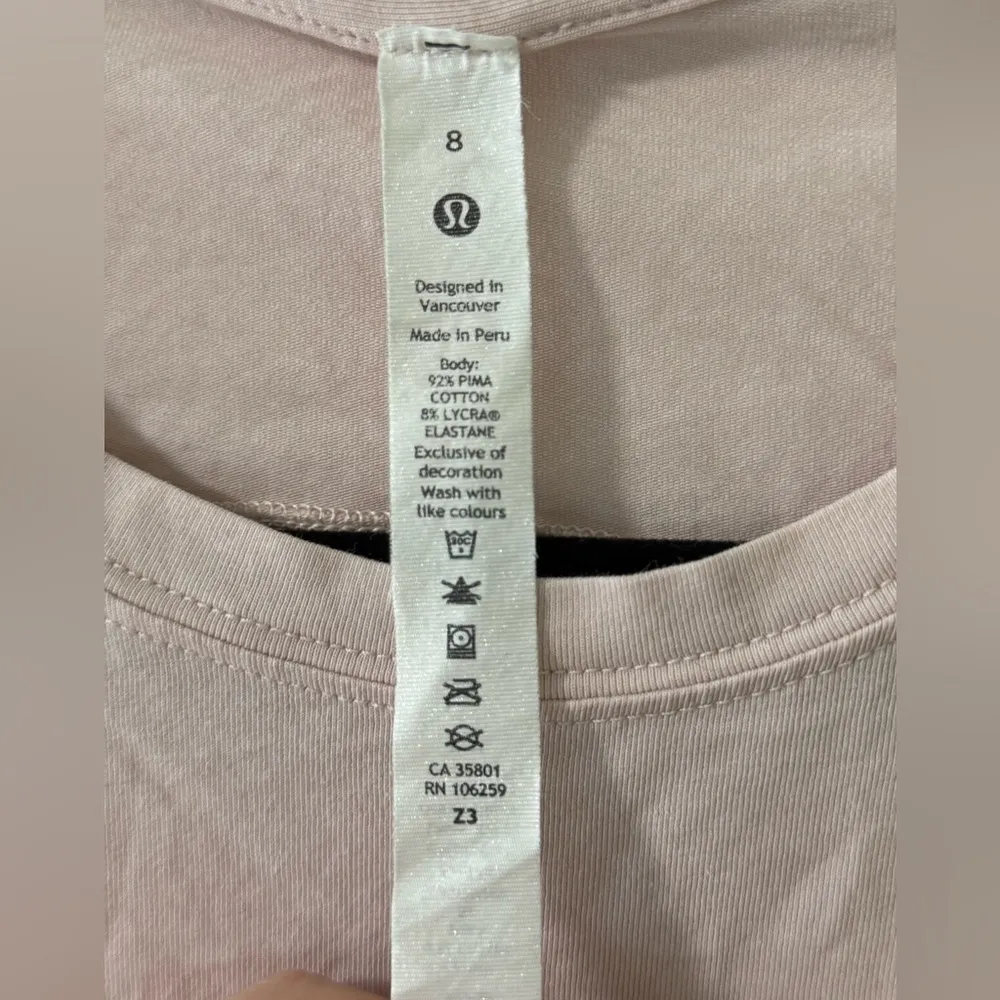 8
Designed in
Vancouver
Made in Peru
Body:
92% PIMA
COTTON
8% LYCRA®
ELASTANE
Exclusive of
decoration
Wash with
like colours
30C
CA 35801
RN 106259
Z3